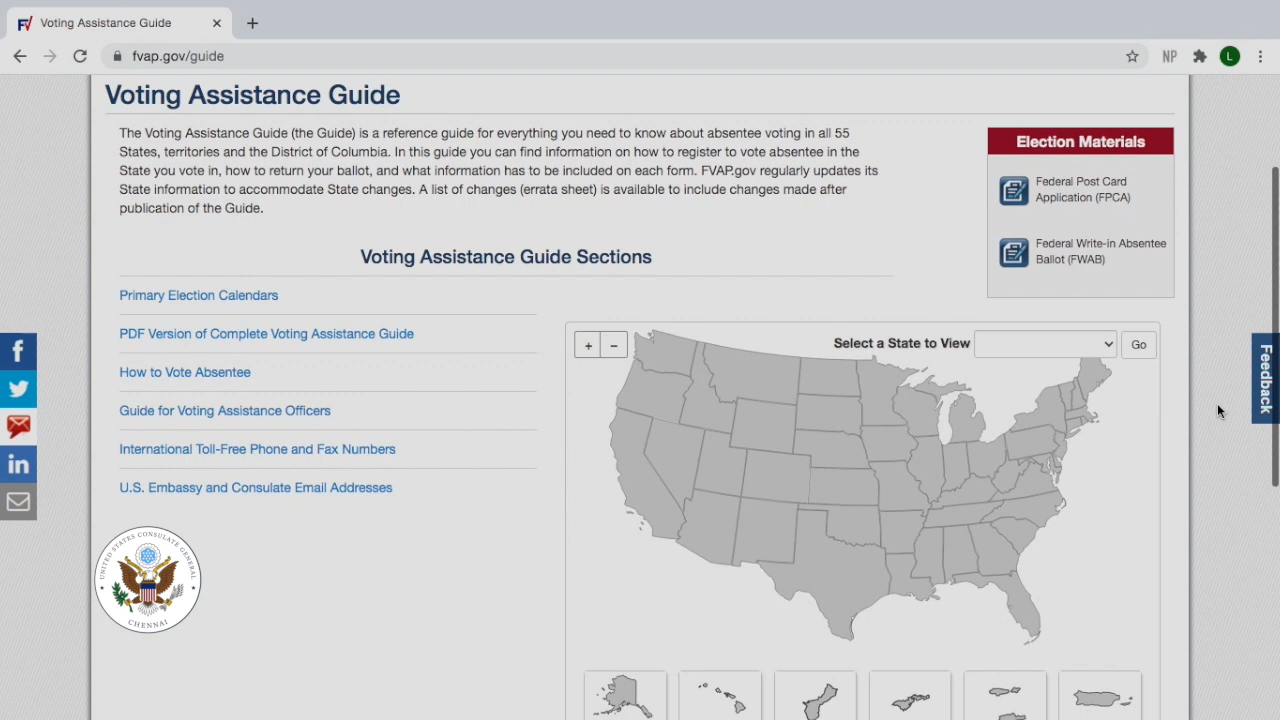 Voting Assistance Guide
fvap.gov/guide
NP
L
Voting Assistance Guide
The Voting Assistance Guide (the Guide) is a reference guide for everything you need to know about absentee voting in all 55
States, territories and the District of Columbia. In this guide you can find information on how to register to vote absentee in the
State you vote in, how to return your ballot, and what information has to be included on each form. FVAP.gov regularly updates its
State information to accommodate State changes. A list of changes (errata sheet) is available to include changes made after
publication of the Guide.
Election Materials
Federal Post Card
Application (FPCA)
Federal Write-in Absentee
Ballot (FWAB)
Voting Assistance Guide Sections
Primary Election Calendars
PDF Version of Complete Voting Assistance Guide
How to Vote Absentee
Guide for Voting Assistance Officers
International Toll-Free Phone and Fax Numbers
U.S. Embassy and Consulate Email Addresses
+ −
Select a State to View
Go
Feedback
f
in
UNITED STATES CONSULATE GENERAL
CHENNAI